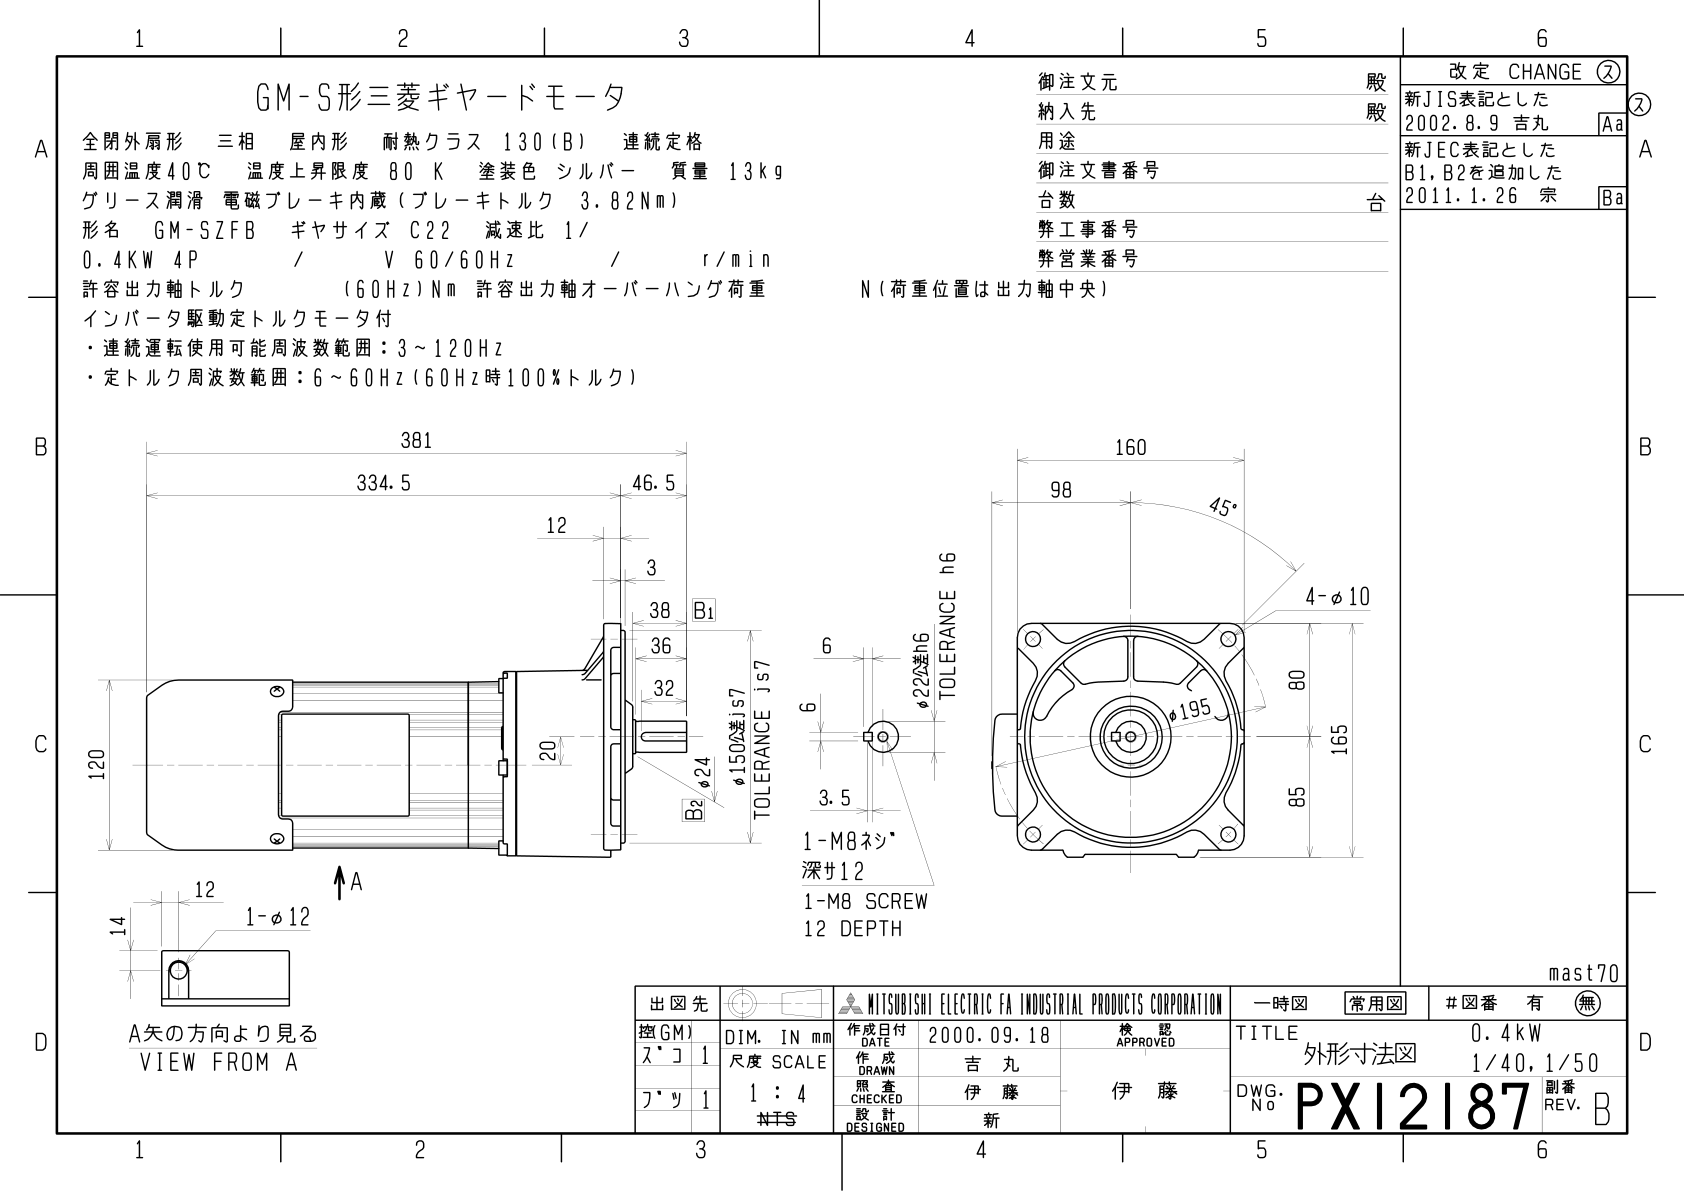 1 2 3 4 5 6
GM-S形三菱ギヤードモータ
全閉外扇形 三相 屋内形 耐熱クラス 130(B) 連続定格
周囲温度40℃ 温度上昇限度 80 K 塗装色 シルバー 質量 13kg
グリース潤滑 電磁ブレーキ内蔵(ブレーキトルク 3.82Nm)
形名 GM-SZFB ギヤサイズ C22 減速比 1/
0.4KW 4P / V 60/60Hz / r/min
許容出力軸トルク (60Hz)Nm 許容出力軸オーバーハング荷重 N(荷重位置は出力軸中央)
インバータ駆動定トルクモータ付
・連続運転使用可能周波数範囲:3~120Hz
・定トルク周波数範囲:6~60Hz(60Hz時100%トルク)
御注文元 殿
納入先 殿
用途
御注文書番号
台数 台
弊工事番号
弊営業番号
改定 CHANGE ス
新JIS表記とした
2002.8.9 吉丸 Aa
新JEC表記とした
B1,B2を追加した
2011.1.26 宗 Ba
ス
A
B
C
D
A
B
C
D
381
334.5 46.5
12
3
38 B1
36
32
120
20
φ24
B2
φ150公差js7
TOLERANCE js7
A
12
14
1-φ12
A矢の方向より見る
VIEW FROM A
6
6
3.5
φ22公差h6
TOLERANCE h6
1-M8ネジ
深サ12
1-M8 SCREW
12 DEPTH
160
98
45°
4-φ10
φ195
80
85
165
mast70
出図先
控(GM)
ズコ 1
ブツ 1
DIM. IN mm
尺度 SCALE
1 : 4
NTS
MITSUBISHI ELECTRIC FA INDUSTRIAL PRODUCTS CORPORATION
作成日付 DATE 2000.09.18
作成 DRAWN 吉丸
照査 CHECKED 伊藤
設計 DESIGNED 新
検認 APPROVED
伊藤
一時図 常用図 #図番 有 無
TITLE 0.4kW
外形寸法図 1/40,1/50
DWG. No PX12187
副番 REV. B
1 2 3 4 5 6